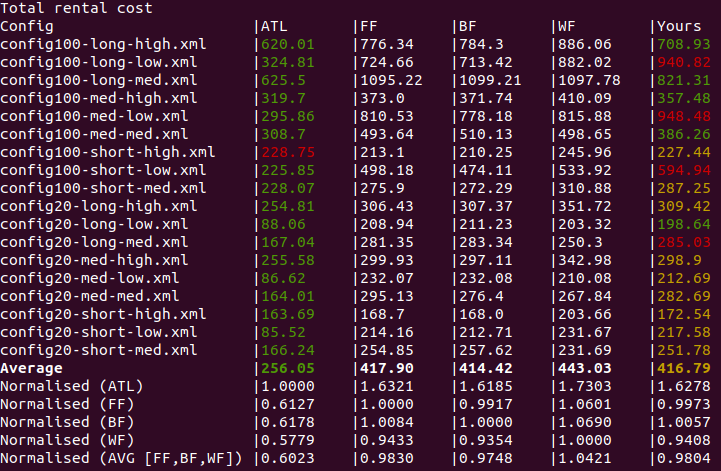 Total rental cost
Config |ATL |FF |BF |WF |Yours
config100-long-high.xml |620.01 |776.34 |784.3 |886.06 |708.93
config100-long-low.xml |324.81 |724.66 |713.42 |882.02 |940.82
config100-long-med.xml |625.5 |1095.22 |1099.21 |1097.78 |821.31
config100-med-high.xml |319.7 |373.0 |371.74 |410.09 |357.48
config100-med-low.xml |295.86 |810.53 |778.18 |815.88 |948.48
config100-med-med.xml |308.7 |493.64 |510.13 |498.65 |386.26
config100-short-high.xml |228.75 |213.1 |210.25 |245.96 |227.44
config100-short-low.xml |225.85 |498.18 |474.11 |533.92 |594.94
config100-short-med.xml |228.07 |275.9 |272.29 |310.88 |287.25
config20-long-high.xml |254.81 |306.43 |307.37 |351.72 |309.42
config20-long-low.xml |88.06 |208.94 |211.23 |203.32 |198.64
config20-long-med.xml |167.04 |281.35 |283.34 |250.3 |285.03
config20-med-high.xml |255.58 |299.93 |297.11 |342.98 |298.9
config20-med-low.xml |86.62 |232.07 |232.08 |210.08 |212.69
config20-med-med.xml |164.01 |295.13 |276.4 |267.84 |282.69
config20-short-high.xml |163.69 |168.7 |168.0 |203.66 |172.54
config20-short-low.xml |85.52 |214.16 |212.71 |231.67 |217.58
config20-short-med.xml |166.24 |254.85 |257.62 |231.69 |251.78
Average |256.05 |417.90 |414.42 |443.03 |416.79
Normalised (ATL) |1.0000 |1.6321 |1.6185 |1.7303 |1.6278
Normalised (FF) |0.6127 |1.0000 |0.9917 |1.0601 |0.9973
Normalised (BF) |0.6178 |1.0084 |1.0000 |1.0690 |1.0057
Normalised (WF) |0.5779 |0.9433 |0.9354 |1.0000 |0.9408
Normalised (AVG [FF,BF,WF]) |0.6023 |0.9830 |0.9748 |1.0421 |0.9804